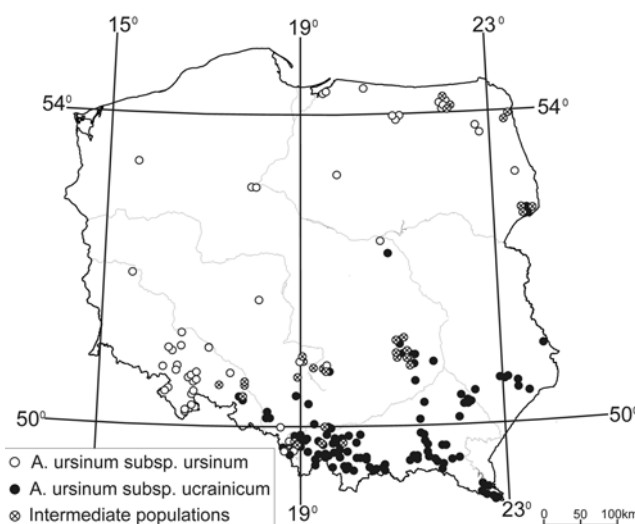 15⁰ 19⁰ 23⁰
54⁰ 54⁰
50⁰ 50⁰
A. ursinum subsp. ursinum
A. ursinum subsp. ucrainicum
Intermediate populations
19⁰ 23⁰ 0 50 100km